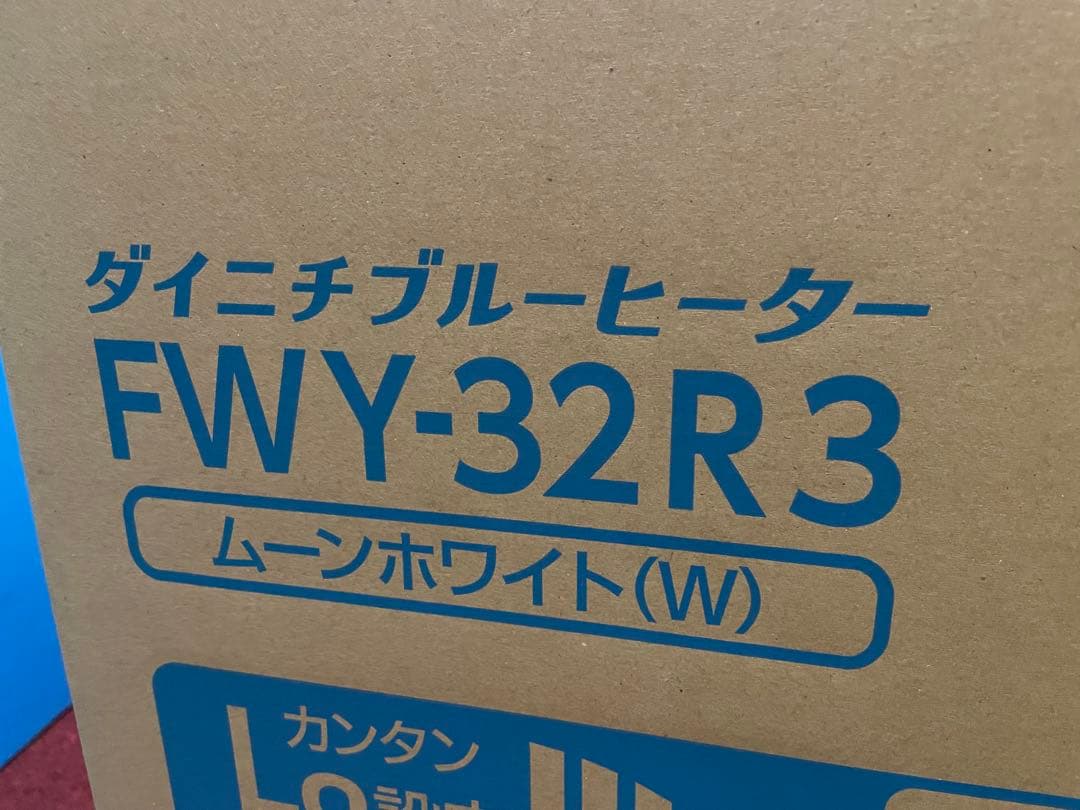 ダイニチブルーヒーター
FWY-32R3
ムーンホワイト(W)
カンタン